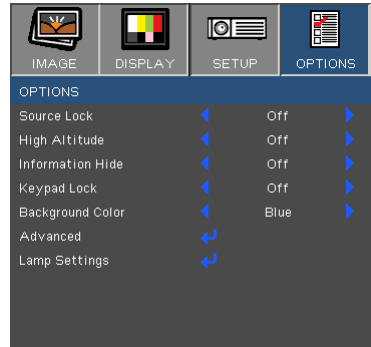 IMAGE DISPLAY SETUP OPTIONS
OPTIONS
Source Lock Off
High Altitude Off
Information Hide Off
Keypad Lock Off
Background Color Blue
Advanced
Lamp Settings